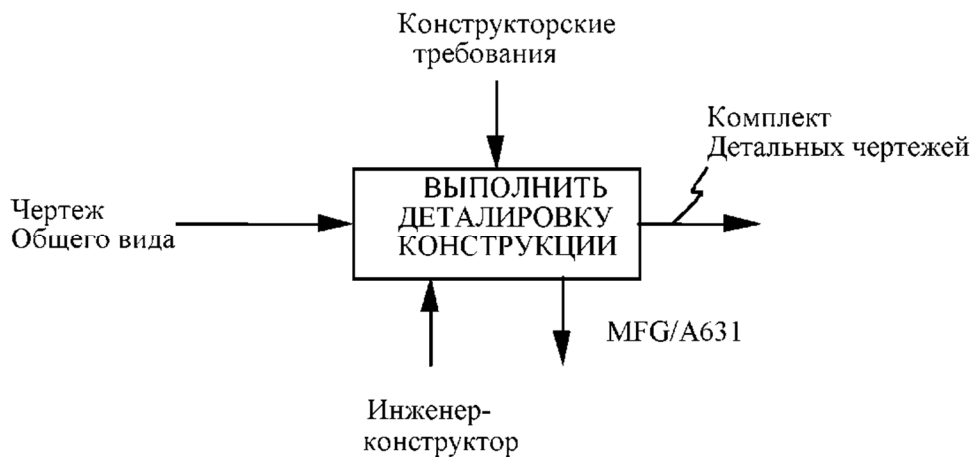 Конструкторские
требования
Комплект
Детальных чертежей
ВЫПОЛНИТЬ
ДЕТАЛИРОВКУ
КОНСТРУКЦИИ
Чертеж
Общего вида
MFG/A631
Инженер-
конструктор